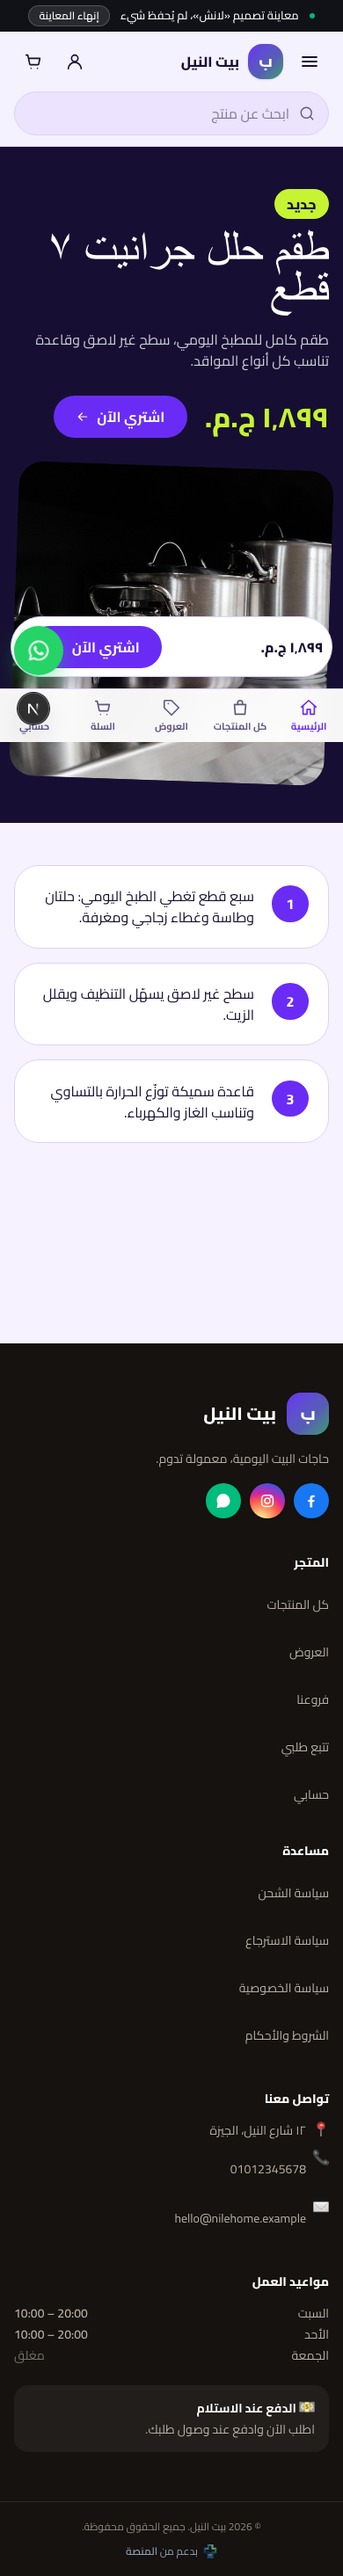 معاينة تصميم «لانش»، لم يُحفظ شيء
إنهاء المعاينة
ب
بيت النيل
ابحث عن منتج
جديد
طقم حلل جرانيت ٧
قطع
طقم كامل للمطبخ اليومي، سطح غير لاصق وقاعدة
تناسب كل أنواع المواقد.
١٬٨٩٩ ج.م.
اشتري الآن ←
١٬٨٩٩ ج.م.
اشتري الآن
الرئيسية
كل المنتجات
العروض
السلة
حسابي
N
1
سبع قطع تغطي الطبخ اليومي: حلتان
وطاسة وغطاء زجاجي ومغرفة.
2
سطح غير لاصق يسهّل التنظيف ويقلل
الزيت.
3
قاعدة سميكة توزّع الحرارة بالتساوي
وتناسب الغاز والكهرباء.
ب
بيت النيل
حاجات البيت اليومية، معمولة تدوم.
المتجر
كل المنتجات
العروض
فروعنا
تتبع طلبي
حسابي
مساعدة
سياسة الشحن
سياسة الاسترجاع
سياسة الخصوصية
الشروط والأحكام
تواصل معنا
١٢ شارع النيل، الجيزة
01012345678
hello@nilehome.example
مواعيد العمل
السبت 10:00 – 20:00
الأحد 10:00 – 20:00
الجمعة مغلق
الدفع عند الاستلام
اطلب الآن وادفع عند وصول طلبك.
© 2026 بيت النيل. جميع الحقوق محفوظة.
بدعم من المنصة